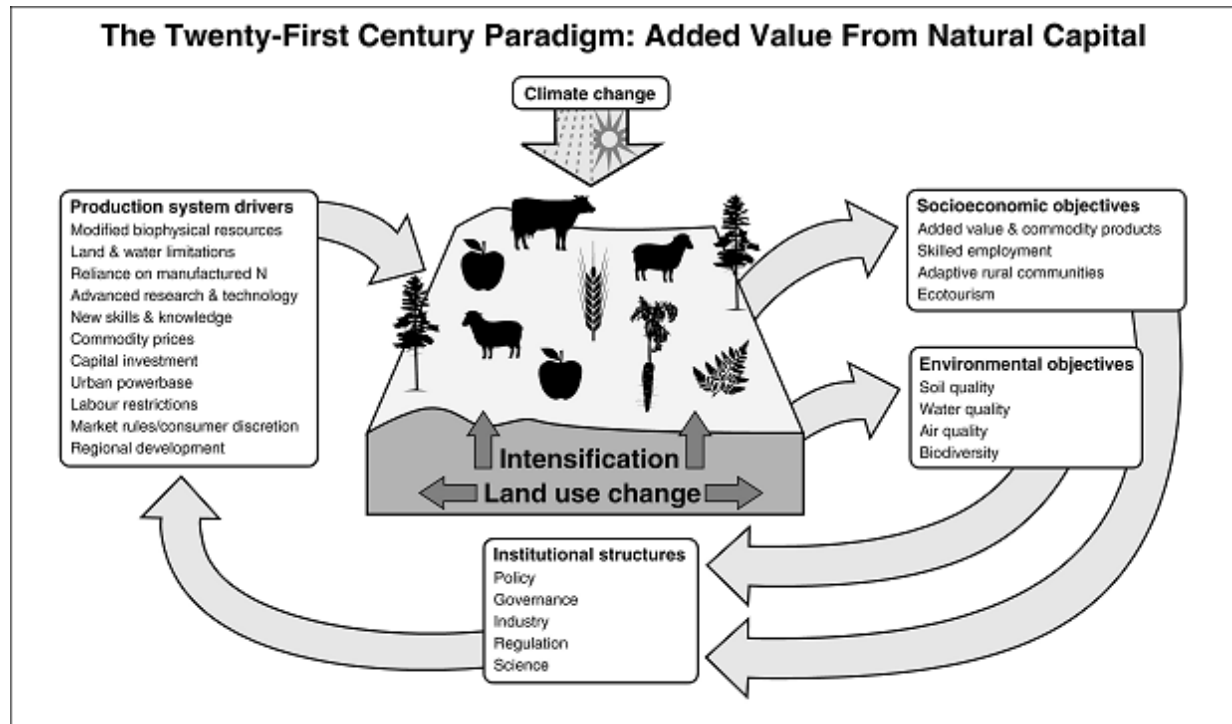 The Twenty-First Century Paradigm: Added Value From Natural Capital
Climate change
Production system drivers
Modified biophysical resources
Land & water limitations
Reliance on manufactured N
Advanced research & technology
New skills & knowledge
Commodity prices
Capital investment
Urban powerbase
Labour restrictions
Market rules/consumer discretion
Regional development
Socioeconomic objectives
Added value & commodity products
Skilled employment
Adaptive rural communities
Ecotourism
Environmental objectives
Soil quality
Water quality
Air quality
Biodiversity
Intensification
Land use change
Institutional structures
Policy
Governance
Industry
Regulation
Science